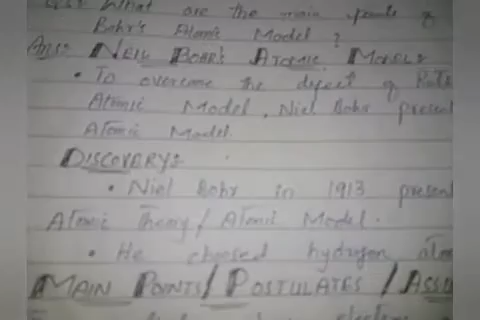 What are the main points of
Bohr's Atomic Model ?
Ans: NEIL BOHR'S ATOMIC MODEL:
• To overcome the defect of
Atomic Model, Niel Bohr present
Atomic Model.
DISCOVERY:
• Niel Bohr in 1913 present
Atomic Theory / Atomic Model.
• He choosed hydrogen atom
MAIN POINTS / POSTULATES / ASSU